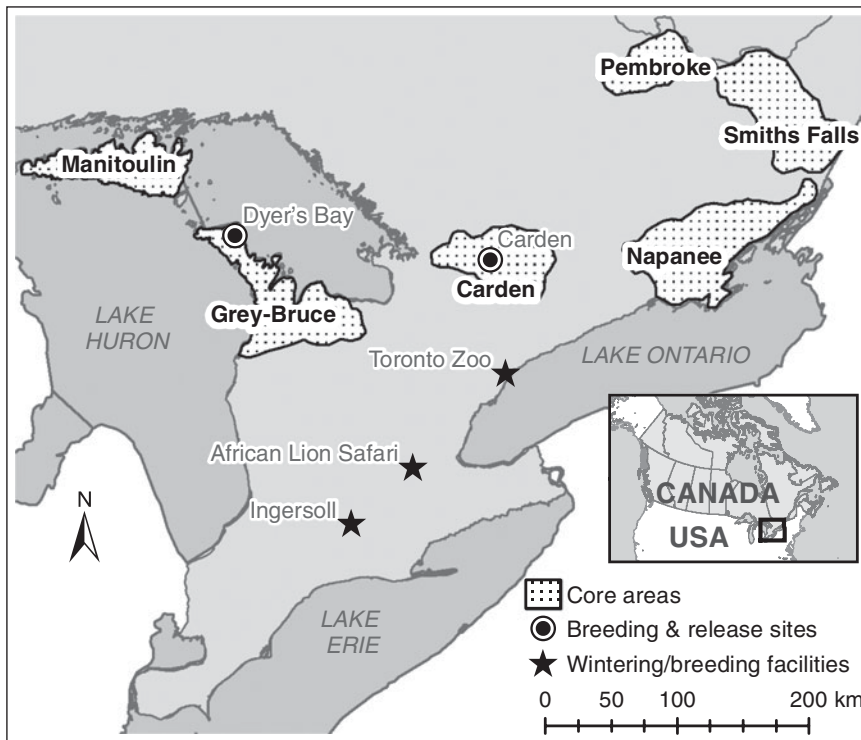 Pembroke
Smiths Falls
Manitoulin
Dyer's Bay
Carden
Napanee
Carden
Grey-Bruce
LAKE
HURON
Toronto Zoo
LAKE ONTARIO
African Lion Safari
Ingersoll
N
CANADA
USA
LAKE
ERIE
Core areas
Breeding & release sites
Wintering/breeding facilities
0 50 100 200 km